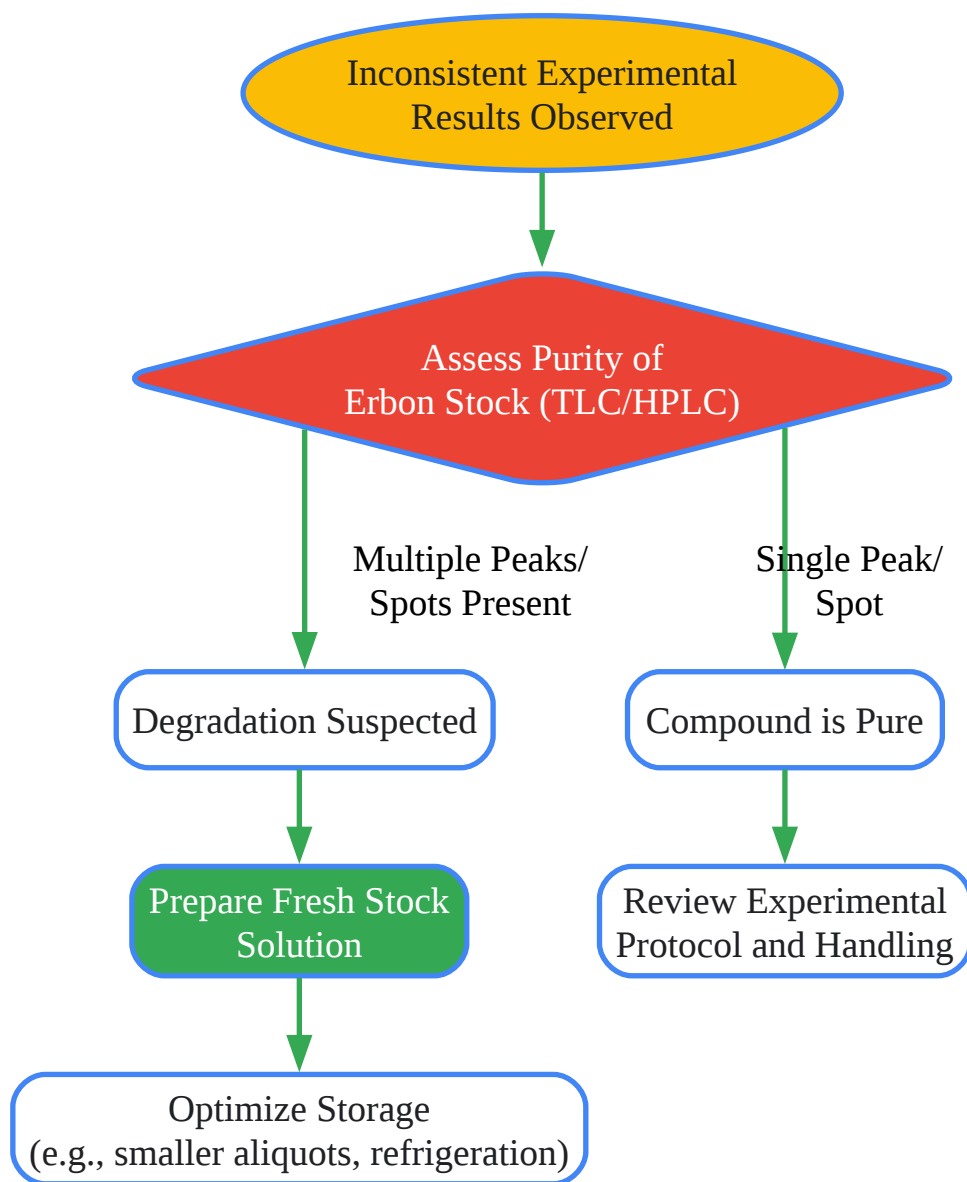 Inconsistent Experimental
Results Observed
Assess Purity of
Erbon Stock (TLC/HPLC)
Multiple Peaks/
Spots Present
Single Peak/
Spot
Degradation Suspected
Compound is Pure
Prepare Fresh Stock
Solution
Review Experimental
Protocol and Handling
Optimize Storage
(e.g., smaller aliquots, refrigeration)